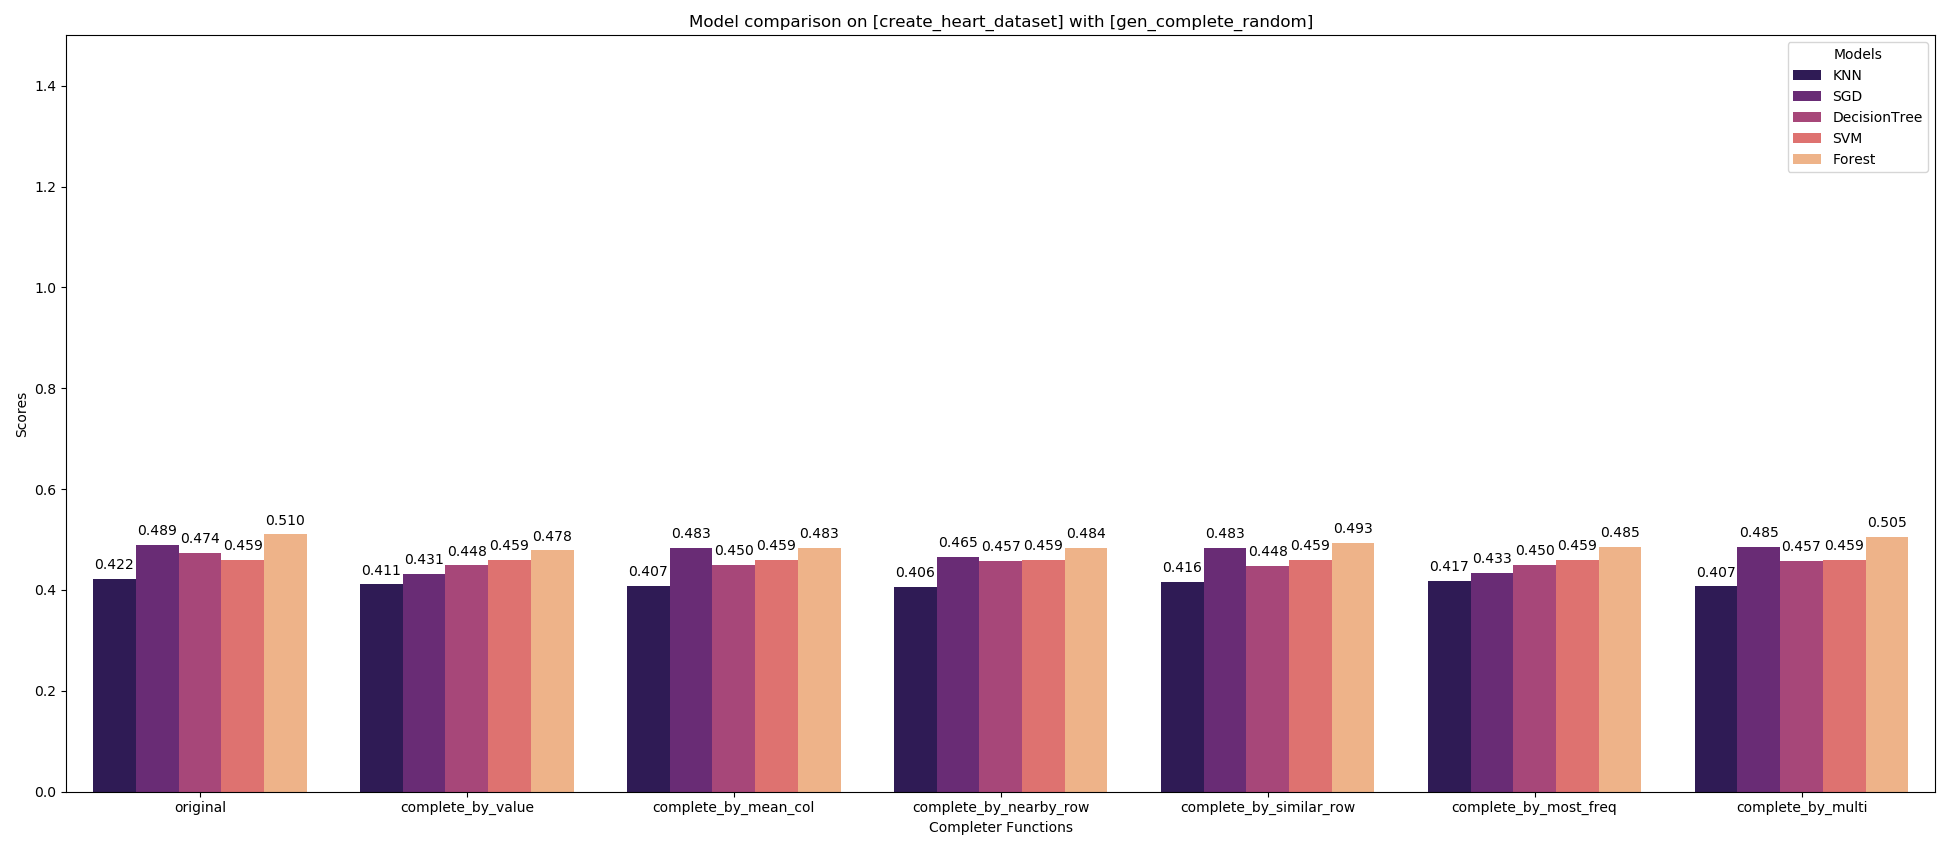 Model comparison on [create_heart_dataset] with [gen_complete_random]
Models
KNN
SGD
DecisionTree
SVM
Forest
Scores
1.4
1.2
1.0
0.8
0.6
0.4
0.2
0.0
0.422 0.489 0.474 0.459 0.510
0.411 0.431 0.448 0.459 0.478
0.407 0.483 0.450 0.459 0.483
0.406 0.465 0.457 0.459 0.484
0.416 0.483 0.448 0.459 0.493
0.417 0.433 0.450 0.459 0.485
0.407 0.485 0.457 0.459 0.505
original complete_by_value complete_by_mean_col complete_by_nearby_row complete_by_similar_row complete_by_most_freq complete_by_multi
Completer Functions